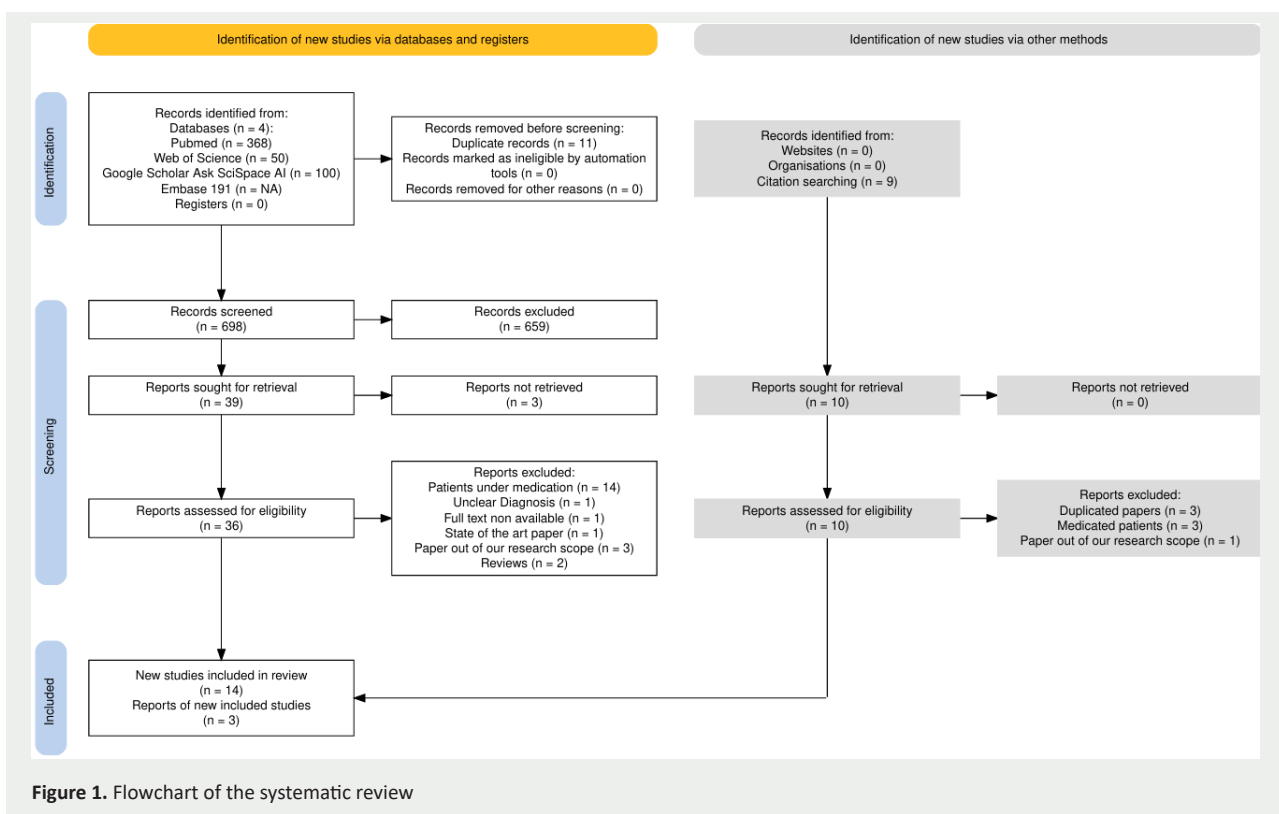 Identification of new studies via databases and registers
Identification of new studies via other methods
Identification
Records identified from:
Databases (n = 4):
Pubmed (n = 368)
Web of Science (n = 50)
Google Scholar Ask SciSpace AI (n = 100)
Embase 191 (n = NA)
Registers (n = 0)
Records removed before screening:
Duplicate records (n = 11)
Records marked as ineligible by automation
tools (n = 0)
Records removed for other reasons (n = 0)
Records identified from:
Websites (n = 0)
Organisations (n = 0)
Citation searching (n = 9)
Screening
Records screened
(n = 698)
Records excluded
(n = 659)
Reports sought for retrieval
(n = 39)
Reports not retrieved
(n = 3)
Reports sought for retrieval
(n = 10)
Reports not retrieved
(n = 0)
Reports assessed for eligibility
(n = 36)
Reports excluded:
Patients under medication (n = 14)
Unclear Diagnosis (n = 1)
Full text non available (n = 1)
State of the art paper (n = 1)
Paper out of our research scope (n = 3)
Reviews (n = 2)
Reports assessed for eligibility
(n = 10)
Reports excluded:
Duplicated papers (n = 3)
Medicated patients (n = 3)
Paper out of our research scope (n = 1)
Included
New studies included in review
(n = 14)
Reports of new included studies
(n = 3)
Figure 1. Flowchart of the systematic review